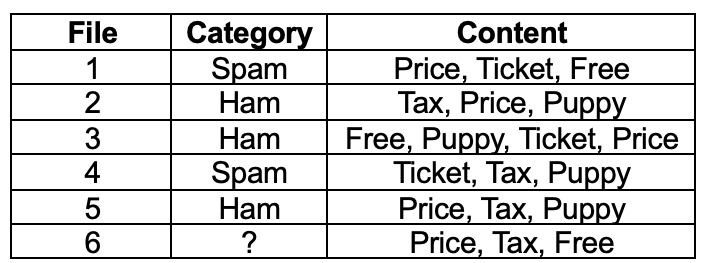 File Category Content
1 Spam Price, Ticket, Free
2 Ham Tax, Price, Puppy
3 Ham Free, Puppy, Ticket, Price
4 Spam Ticket, Tax, Puppy
5 Ham Price, Tax, Puppy
6 ? Price, Tax, Free